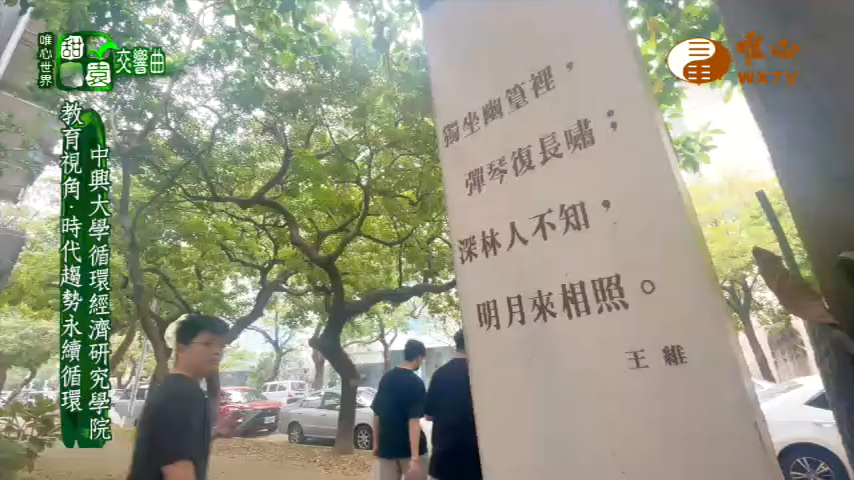 唯心世界
甜園
交響曲
中興大學循環經濟研究學院
教育視角·時代趨勢永續循環
唯心
WXTV
獨坐幽篁裡，
彈琴復長嘯；
深林人不知，
明月來相照。
王維